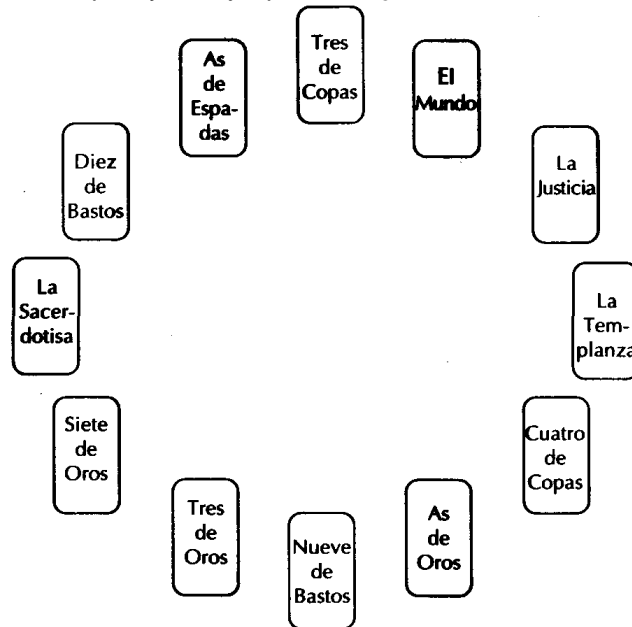 Tres
de
Copas
As
de
Espa-
das
El
Mundo
Diez
de
Bastos
La
Justicia
La
Sacer-
dotisa
La
Tem-
planza
Siete
de
Oros
Cuatro
de
Copas
Tres
de
Oros
As
de
Oros
Nueve
de
Bastos